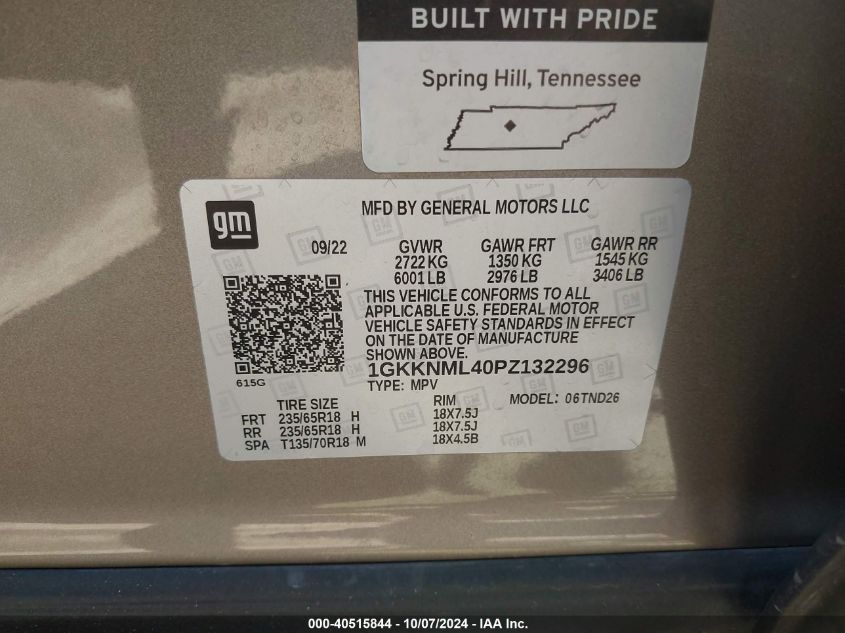 BUILT WITH PRIDE
Spring Hill, Tennessee
gm
MFD BY GENERAL MOTORS LLC
09/22 GVWR GAWR FRT GAWR RR
2722 KG 1350 KG 1545 KG
6001 LB 2976 LB 3406 LB
THIS VEHICLE CONFORMS TO ALL
APPLICABLE U.S. FEDERAL MOTOR
VEHICLE SAFETY STANDARDS IN EFFECT
ON THE DATE OF MANUFACTURE
SHOWN ABOVE.
1GKKNML40PZ132296
615G
TYPE: MPV
TIRE SIZE RIM MODEL: 06TND26
FRT 235/65R18 H 18X7.5J
RR 235/65R18 H 18X7.5J
SPA T135/70R18 M 18X4.5B
000-40515844 - 10/07/2024 - IAA Inc.